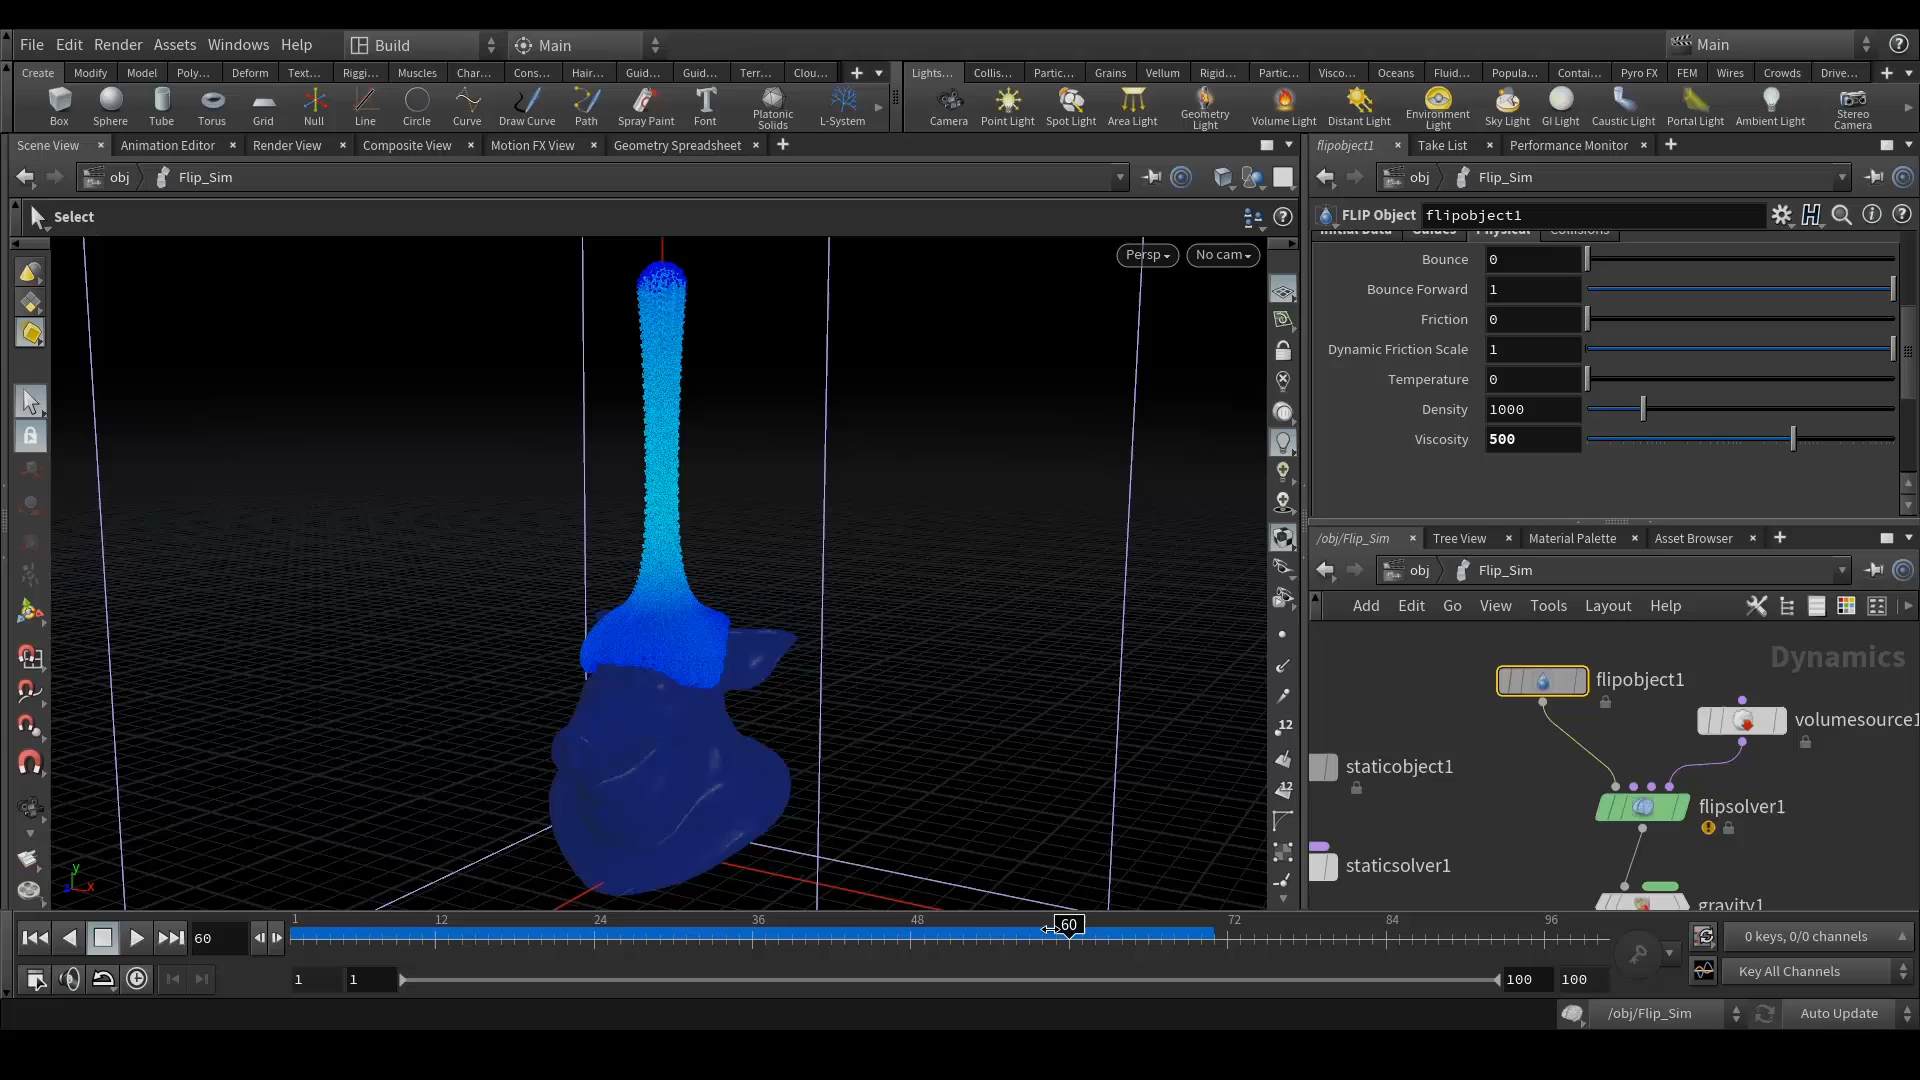 File Edit Render Assets Windows Help Build Main Main
Create Modify Model Poly... Deform Text... Riggi... Muscles Char... Cons... Hair... Guid... Guid... Terr... Clou... Lights... Collis... Partic... Grains Vellum Rigid... Partic... Visco... Oceans Fluid... Popula... Contai... Pyro FX FEM Wires Crowds Drive...
Box Sphere Tube Torus Grid Null Line Circle Curve Draw Curve Path Spray Paint Font Platonic Solids L-System Camera Point Light Spot Light Area Light Geometry Light Volume Light Distant Light Environment Light Sky Light GI Light Caustic Light Portal Light Ambient Light Stereo Camera
Scene View Animation Editor Render View Composite View Motion FX View Geometry Spreadsheet
obj Flip_Sim
Select
Persp No cam
12
12
y
z x
flipobject1 Take List Performance Monitor
obj Flip_Sim
FLIP Object flipobject1
Initial Data Guides Physical Collisions
Bounce 0
Bounce Forward 1
Friction 0
Dynamic Friction Scale 1
Temperature 0
Density 1000
Viscosity 500
/obj/Flip_Sim Tree View Material Palette Asset Browser
obj Flip_Sim
Add Edit Go View Tools Layout Help
Dynamics
flipobject1
volumesource1
staticobject1
flipsolver1
staticsolver1
gravity1
60 1 12 24 36 48 60 72 84 96 0 keys, 0/0 channels
1 1 100 100 Key All Channels
/obj/Flip_Sim Auto Update